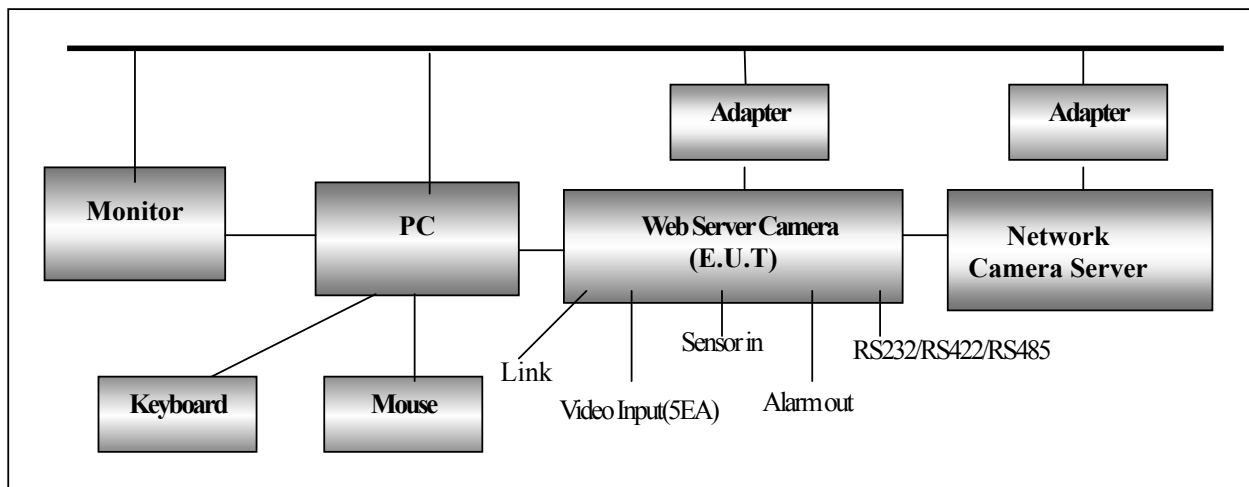 Adapter
Adapter
Monitor
PC
Web Server Camera
(E.U.T)
Network
Camera Server
Link
Video Input(5EA)
Sensor in
Alarm out
RS232/RS422/RS485
Keyboard
Mouse